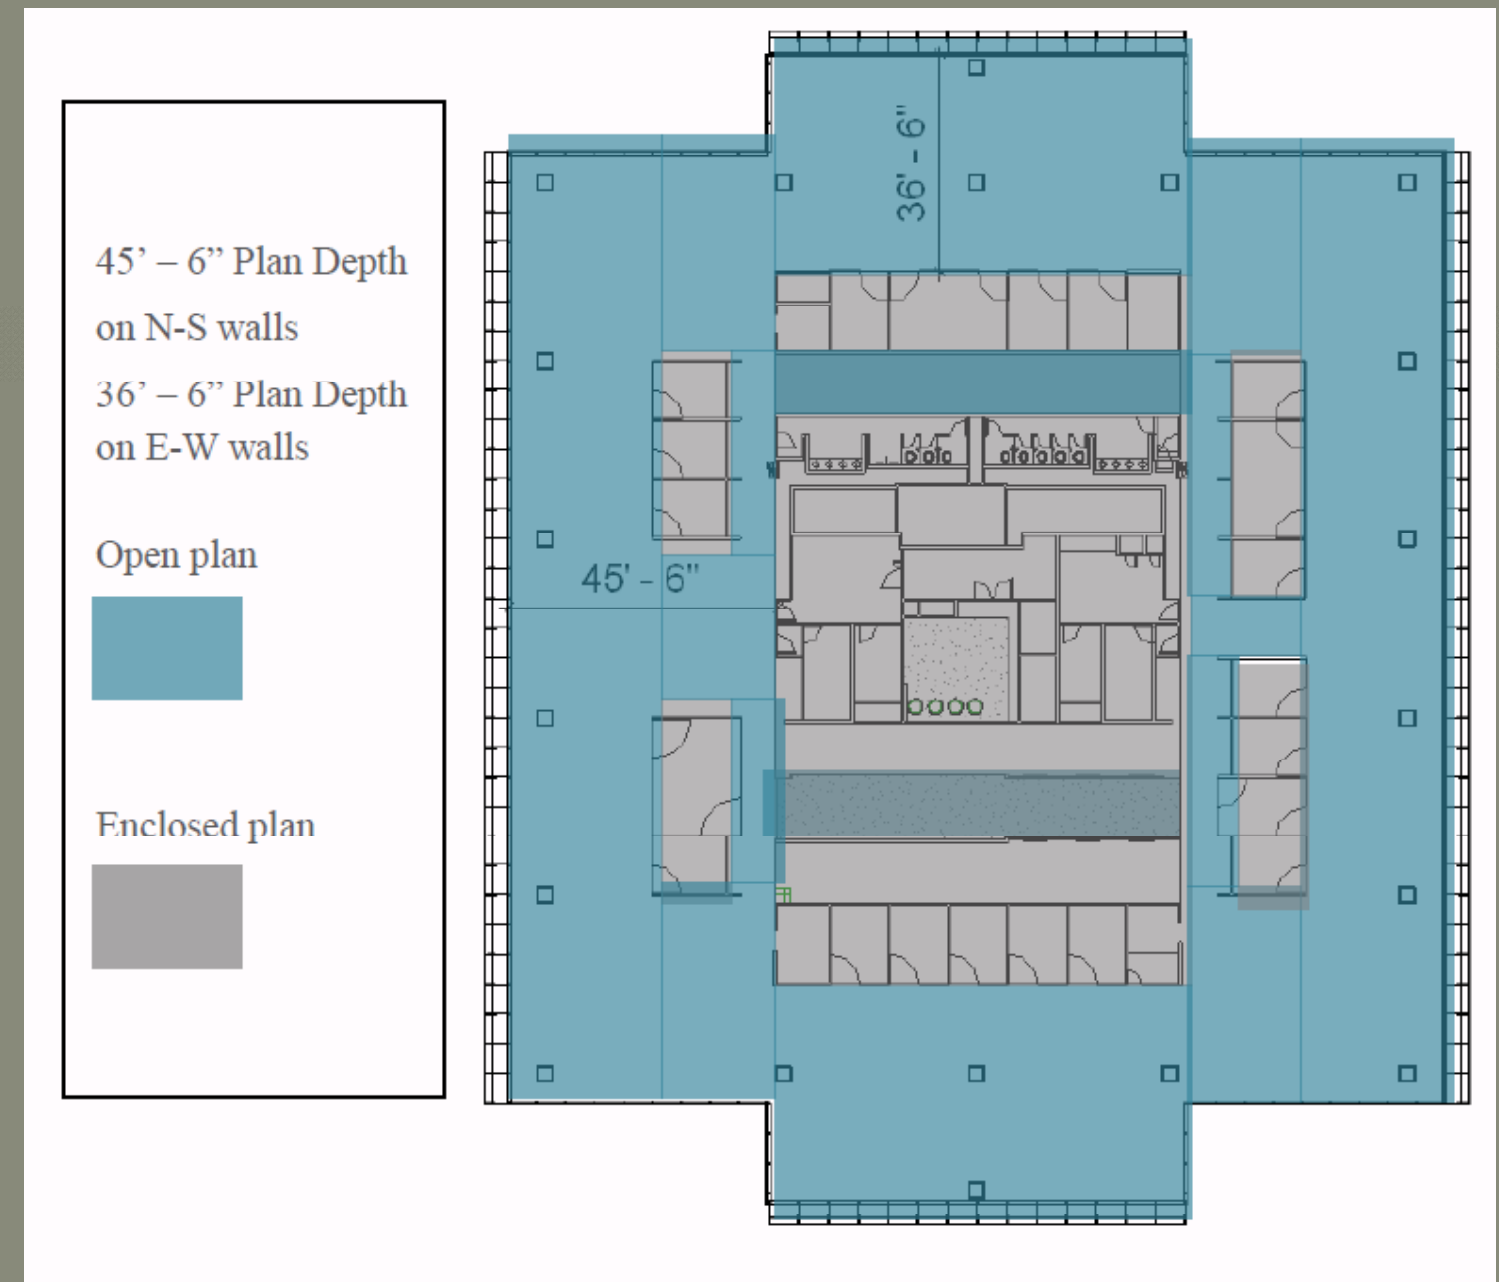 45’ – 6” Plan Depth
on N-S walls
36’ – 6” Plan Depth
on E-W walls
Open plan
Enclosed plan
36' - 6"
45' - 6"